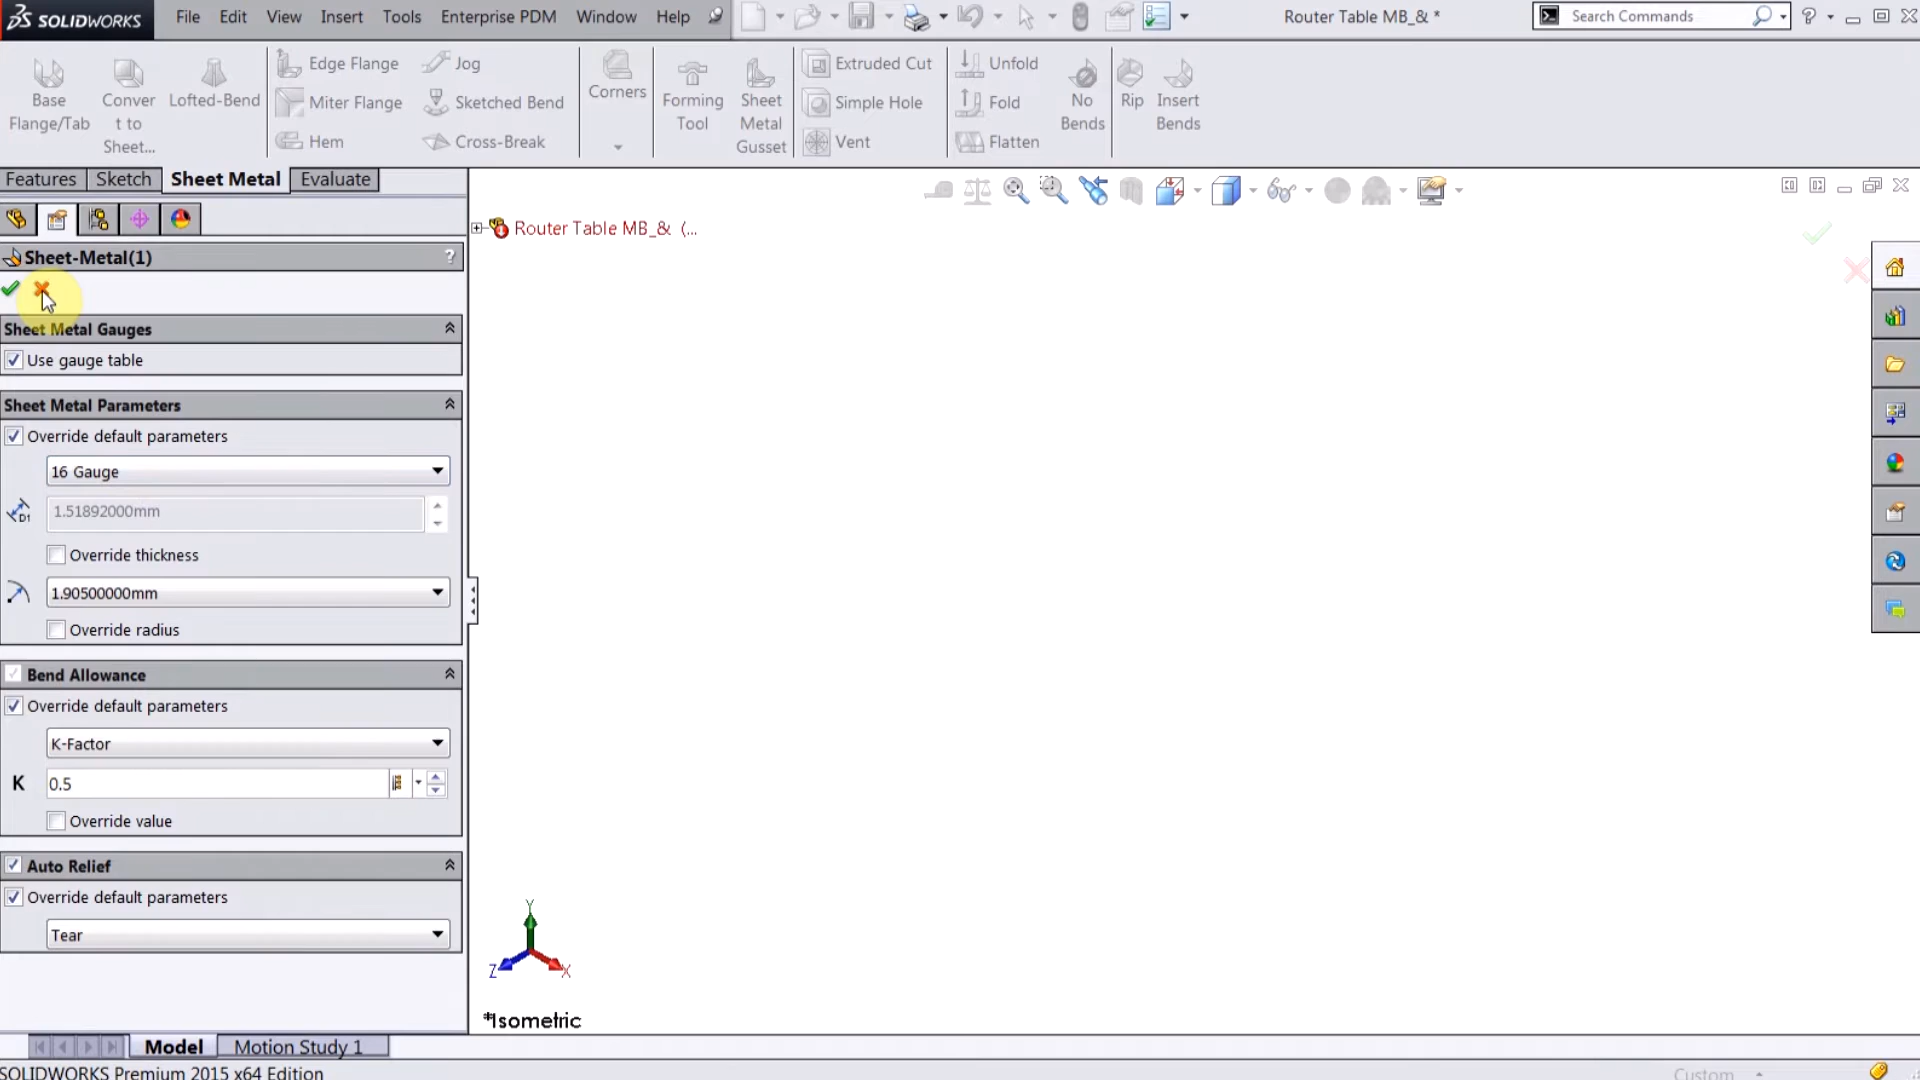 SOLIDWORKS File Edit View Insert Tools Enterprise PDM Window Help Router Table MB_& * Search Commands ?
Base Flange/Tab
Conver t to Sheet...
Lofted-Bend
Edge Flange
Miter Flange
Hem
Jog
Sketched Bend
Cross-Break
Corners
Forming Tool
Sheet Metal Gusset
Extruded Cut
Simple Hole
Vent
Unfold
Fold
Flatten
No Bends
Rip
Insert Bends
Features Sketch Sheet Metal Evaluate
Router Table MB_& (...
Sheet-Metal(1) ?
Sheet Metal Gauges
Use gauge table
Sheet Metal Parameters
Override default parameters
16 Gauge
D1 1.51892000mm
Override thickness
1.90500000mm
Override radius
Bend Allowance
Override default parameters
K-Factor
K 0.5
Override value
Auto Relief
Override default parameters
Tear
Y
Z X
*Isometric
Model Motion Study 1
SOLIDWORKS Premium 2015 x64 Edition Custom